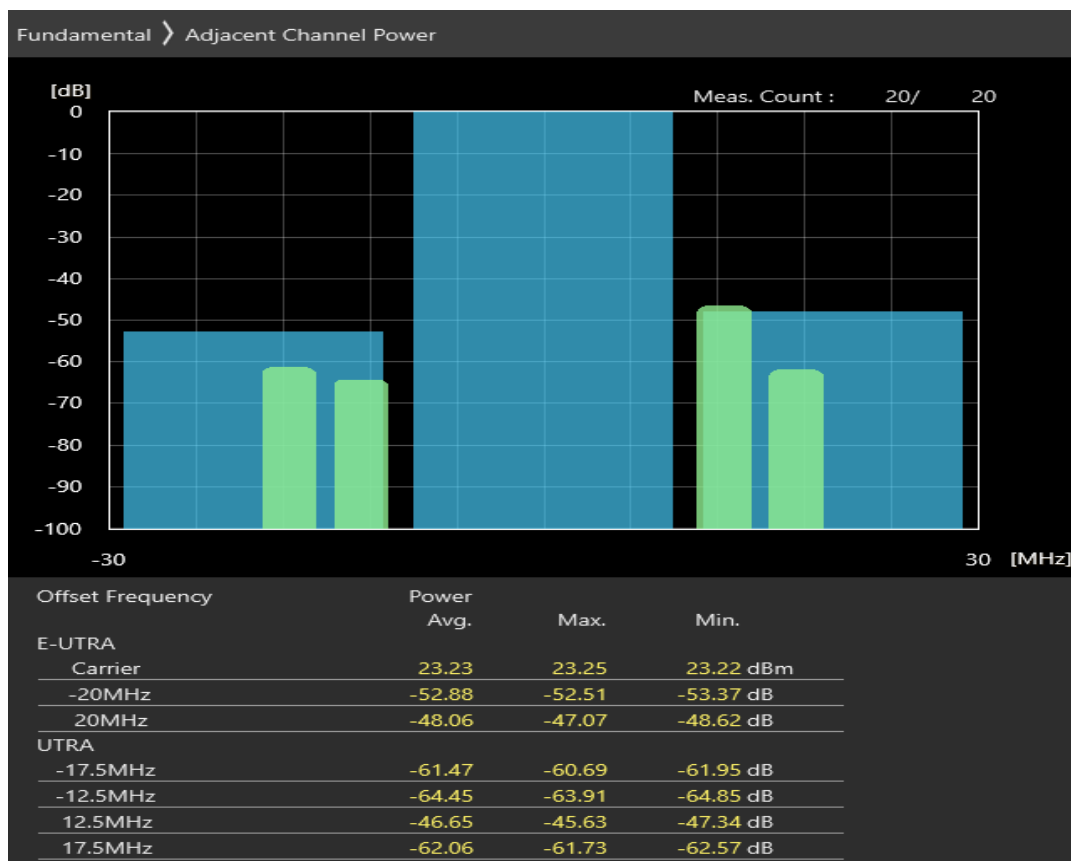 Fundamental 〉 Adjacent Channel Power
[dB]
Meas. Count : 20/ 20
0
-10
-20
-30
-40
-50
-60
-70
-80
-90
-100
-30 30 [MHz]
Offset Frequency Power
Avg. Max. Min.
E-UTRA
Carrier 23.23 23.25 23.22 dBm
-20MHz -52.88 -52.51 -53.37 dB
20MHz -48.06 -47.07 -48.62 dB
UTRA
-17.5MHz -61.47 -60.69 -61.95 dB
-12.5MHz -64.45 -63.91 -64.85 dB
12.5MHz -46.65 -45.63 -47.34 dB
17.5MHz -62.06 -61.73 -62.57 dB